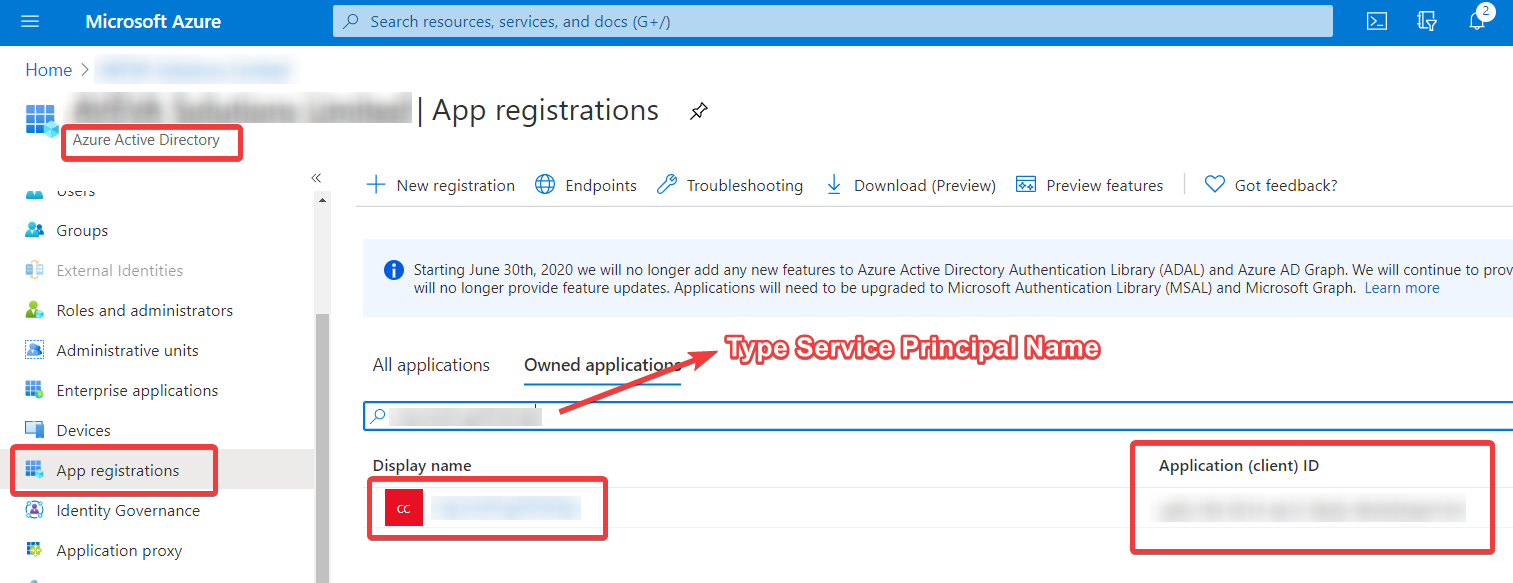 Microsoft Azure
Search resources, services, and docs (G+/)
2
Home >
| App registrations
Azure Active Directory
«
New registration
Endpoints
Troubleshooting
Download (Preview)
Preview features
Got feedback?
Users
Groups
External Identities
Roles and administrators
Administrative units
Enterprise applications
Devices
App registrations
Identity Governance
Application proxy
Starting June 30th, 2020 we will no longer add any new features to Azure Active Directory Authentication Library (ADAL) and Azure AD Graph. We will continue to prov
will no longer provide feature updates. Applications will need to be upgraded to Microsoft Authentication Library (MSAL) and Microsoft Graph. Learn more
Type Service Principal Name
All applications
Owned applications
Display name
Application (client) ID
CC